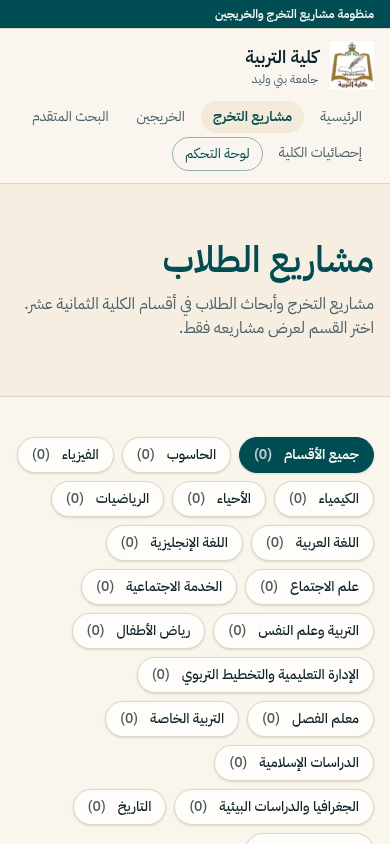 منظومة مشاريع التخرج والخريجين
كلية التربية
جامعة بني وليد
الرئيسية مشاريع التخرج الخريجين البحث المتقدم
إحصائيات الكلية لوحة التحكم
مشاريع الطلاب
مشاريع التخرج وأبحاث الطلاب في أقسام الكلية الثمانية عشر.
اختر القسم لعرض مشاريعه فقط.
جميع الأقسام (0) الحاسوب (0) الفيزياء (0)
الكيمياء (0) الأحياء (0) الرياضيات (0)
اللغة العربية (0) اللغة الإنجليزية (0)
علم الاجتماع (0) الخدمة الاجتماعية (0)
التربية وعلم النفس (0) رياض الأطفال (0)
الإدارة التعليمية والتخطيط التربوي (0)
معلم الفصل (0) التربية الخاصة (0)
الدراسات الإسلامية (0)
الجغرافيا والدراسات البيئية (0) التاريخ (0)